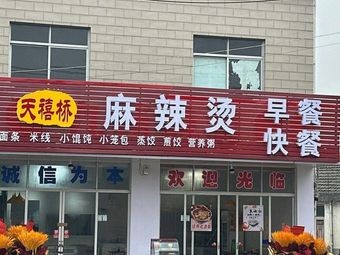 天禧桥
麻辣烫
早餐
快餐
面条 米线 小馄饨 小笼包 蒸饺 煎饺 营养粥
诚信为本
欢迎光临